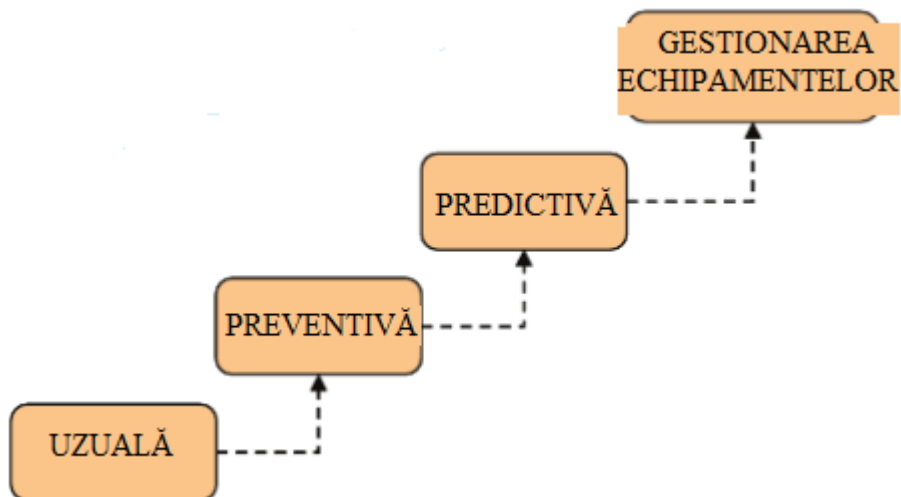 GESTIONAREA
ECHIPAMENTELOR
PREDICTIVĂ
PREVENTIVĂ
UZUALĂ